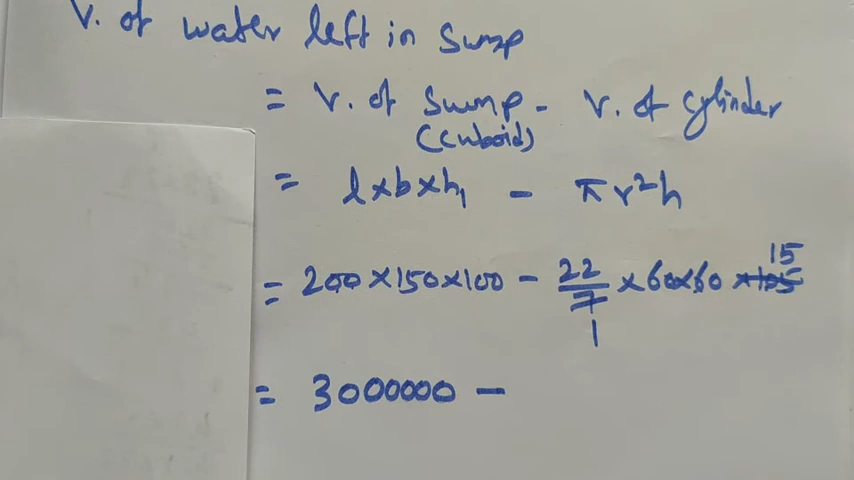 V. of water left in sump
= V. of sump - V. of cylinder
(cuboid)
= l×b×h₁ - πr²h
15
= 200×150×100 - 22/7 ×60×60 ×105
1
= 3000000 -